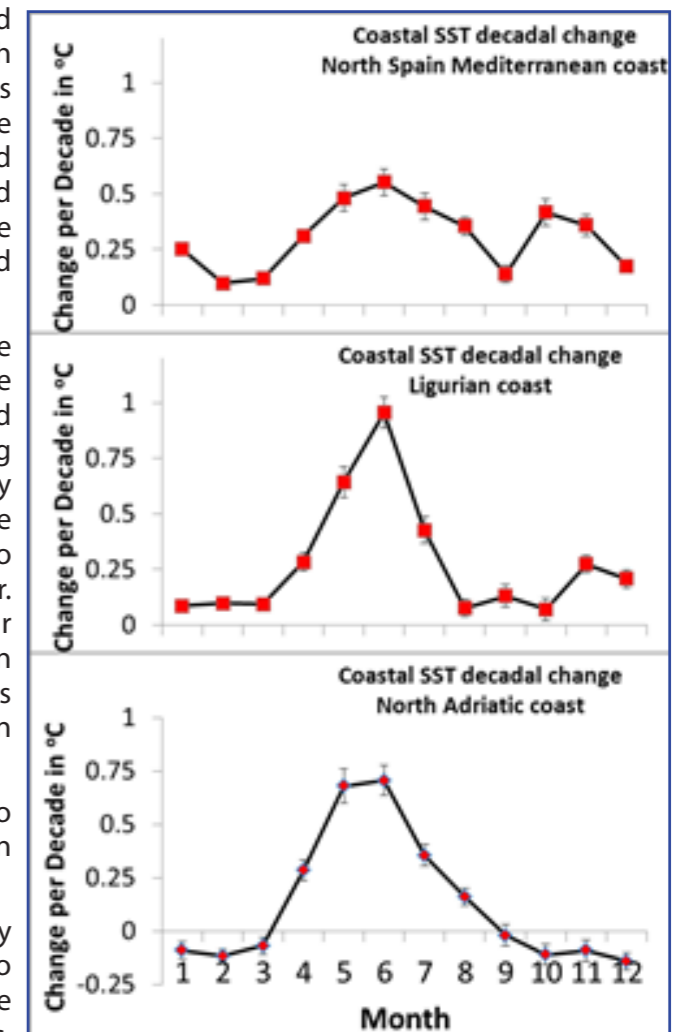 d
n
s
e
d
d
e
d
e
e
d
g
y
e
o
r.
r
n
s
n
o
n
y
o
e
Coastal SST decadal change
North Spain Mediterranean coast
Change per Decade in ºC
1
0.75
0.5
0.25
0
Coastal SST decadal change
Ligurian coast
Change per Decade in ºC
1
0.75
0.5
0.25
0
Coastal SST decadal change
North Adriatic coast
Change per Decade in ºC
1
0.75
0.5
0.25
0
-0.25
1 2 3 4 5 6 7 8 9 10 11 12
Month